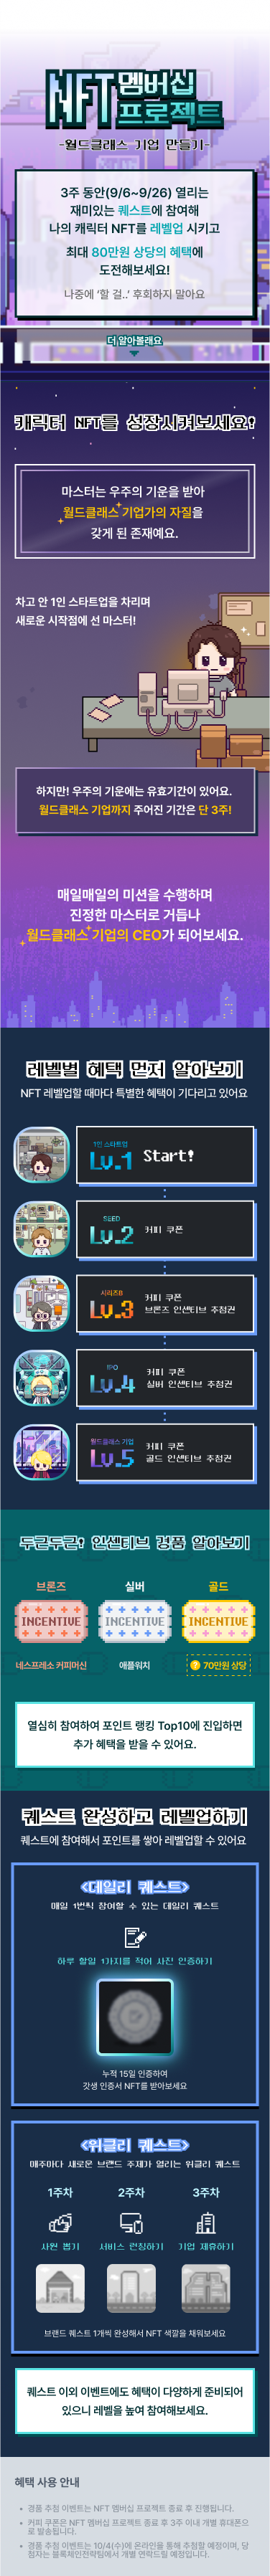 NFT 멤버십
프로젝트
-월드클래스 기업 만들기-
3주 동안(9/6~9/26) 열리는
재미있는 퀘스트에 참여해
나의 캐릭터 NFT를 레벨업 시키고
최대 80만원 상당의 혜택에
도전해보세요!
나중에 ‘할 걸..’ 후회하지 말아요
더 알아볼래요
캐릭터 NFT를 성장시켜보세요!
마스터는 우주의 기운을 받아
월드클래스 기업가의 자질을
갖게 된 존재예요.
차고 안 1인 스타트업을 차리며
새로운 시작점에 선 마스터!
하지만! 우주의 기운에는 유효기간이 있어요.
월드클래스 기업까지 주어진 기간은 단 3주!
매일매일의 미션을 수행하며
진정한 마스터로 거듭나
월드클래스 기업의 CEO가 되어보세요.
레벨별 혜택 먼저 알아보기
NFT 레벨업할 때마다 특별한 혜택이 기다리고 있어요
1인 스타트업
Lv.1 Start!
SEED
Lv.2 커피 쿠폰
시리즈B
Lv.3 커피 쿠폰
브론즈 인센티브 추첨권
IPO
Lv.4 커피 쿠폰
실버 인센티브 추첨권
월드클래스 기업
Lv.5 커피 쿠폰
골드 인센티브 추첨권
두근두근! 인센티브 경품 알아보기
브론즈 실버 골드
INCENTIVE INCENTIVE INCENTIVE
네스프레소 커피머신 애플워치 ? 70만원 상당
열심히 참여하여 포인트 랭킹 Top10에 진입하면
추가 혜택을 받을 수 있어요.
퀘스트 완성하고 레벨업하기
퀘스트에 참여해서 포인트를 쌓아 레벨업할 수 있어요
<데일리 퀘스트>
매일 1번씩 참여할 수 있는 데일리 퀘스트
하루 할일 1가지를 적어 사진 인증하기
누적 15일 인증하여
갓생 인증서 NFT를 받아보세요
<위클리 퀘스트>
매주마다 새로운 브랜드 주제가 열리는 위클리 퀘스트
1주차 2주차 3주차
사원 뽑기 서비스 런칭하기 기업 제휴하기
브랜드 퀘스트 1개씩 완성해서 NFT 색깔을 채워보세요
퀘스트 이외 이벤트에도 혜택이 다양하게 준비되어
있으니 레벨을 높여 참여해보세요.
혜택 사용 안내
• 경품 추첨 이벤트는 NFT 멤버십 프로젝트 종료 후 진행됩니다.
• 커피 쿠폰은 NFT 멤버십 프로젝트 종료 후 3주 이내 개별 휴대폰으
로 발송됩니다.
• 경품 추첨 이벤트는 10/4(수)에 온라인을 통해 추첨할 예정이며, 당
첨자는 블록체인전략팀에서 개별 연락드릴 예정입니다.